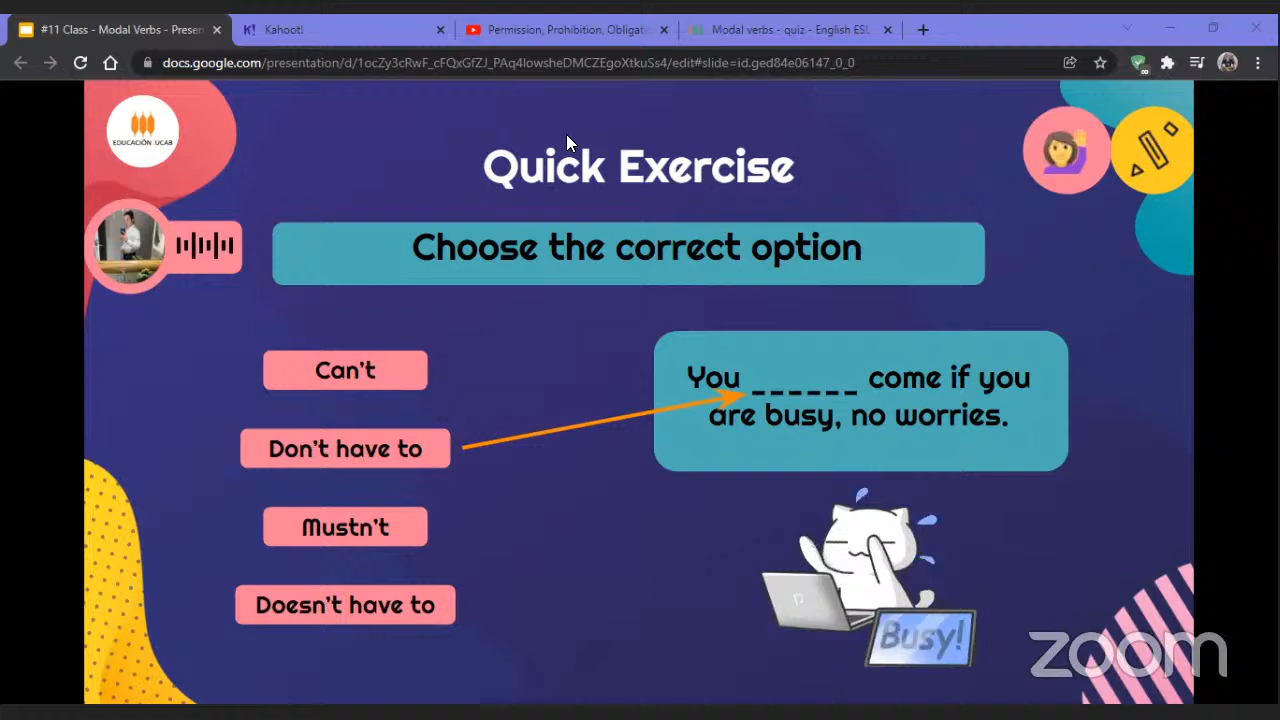 #11 Class - Modal Verbs - Presen
Kahoot!
Permission, Prohibition, Obligati
Modal verbs - quiz - English ESL
docs.google.com/presentation/d/1ocZy3cRwF_cFQxGfZJ_PAq4lowsheDMCZEgoXtkuSs4/edit#slide=id.ged84e06147_0_0
EDUCACIÓN UCAB
Quick Exercise
Choose the correct option
Can't
Don't have to
Mustn't
Doesn't have to
You ______ come if you
are busy, no worries.
Busy!
zoom